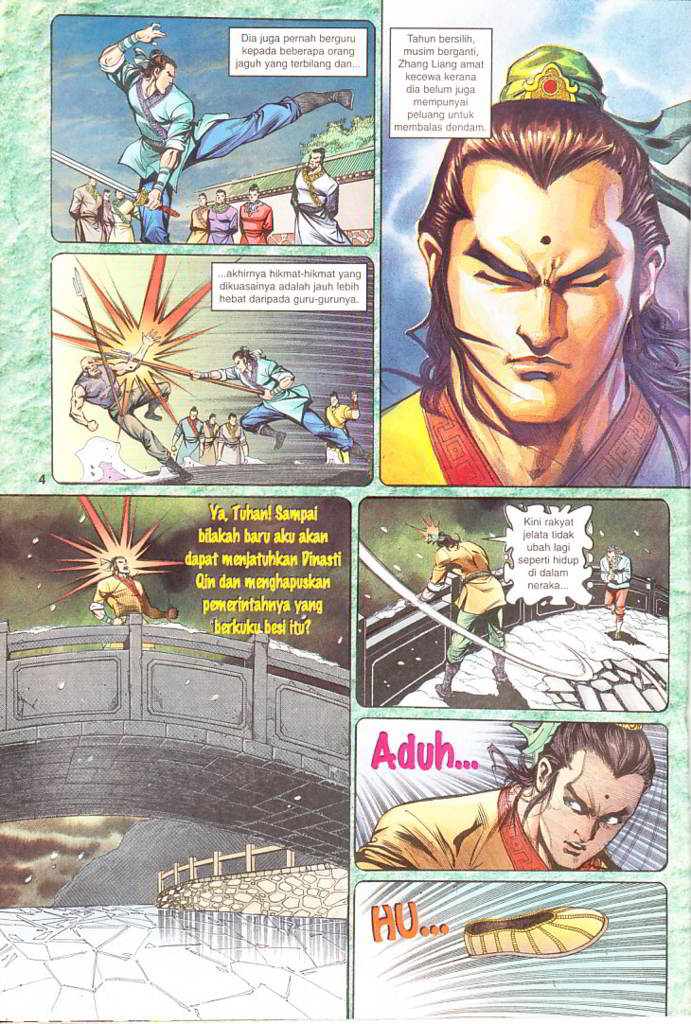 Dia juga pernah berguru
kepada beberapa orang
jaguh yang terbilang dan...
...akhirnya hikmat-hikmat yang
dikuasainya adalah jauh lebih
hebat daripada guru-gurunya.
Tahun bersilih,
musim berganti,
Zhang Liang amat
kecewa kerana
dia belum juga
mempunyai
peluang untuk
membalas dendam.
4
Ya, Tuhan! Sampai
bilakah baru aku akan
dapat menjatuhkan Dinasti
Qin dan menghapuskan
pemerintahnya yang
berkuku besi itu?
Kini rakyat
jelata tidak
ubah lagi
seperti hidup
di dalam
neraka...
Aduh...
HU...